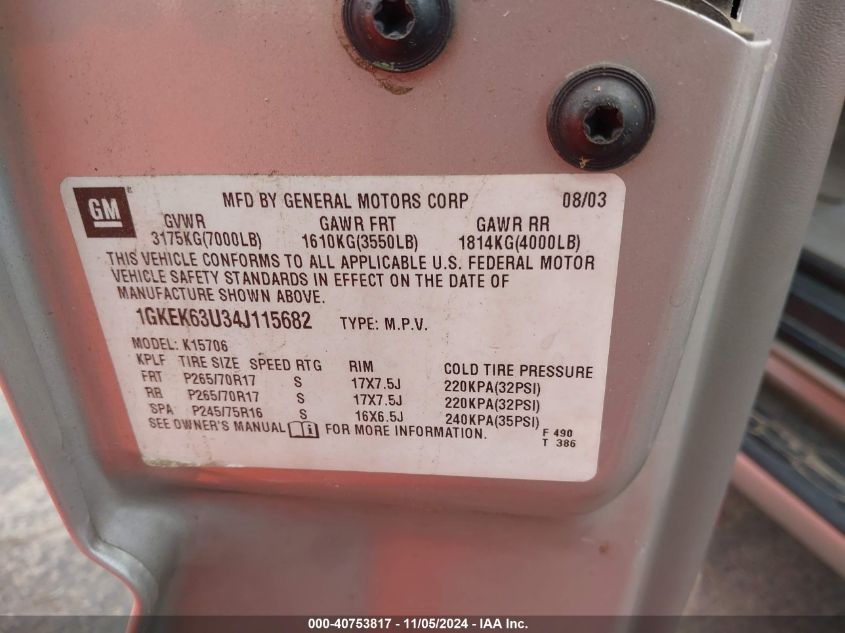 GM
MFD BY GENERAL MOTORS CORP 08/03
GVWR GAWR FRT GAWR RR
3175KG(7000LB) 1610KG(3550LB) 1814KG(4000LB)
THIS VEHICLE CONFORMS TO ALL APPLICABLE U.S. FEDERAL MOTOR
VEHICLE SAFETY STANDARDS IN EFFECT ON THE DATE OF
MANUFACTURE SHOWN ABOVE.
1GKEK63U34J115682 TYPE: M.P.V.
MODEL: K15706
KPLF TIRE SIZE SPEED RTG RIM COLD TIRE PRESSURE
FRT P265/70R17 S 17X7.5J 220KPA(32PSI)
RR P265/70R17 S 17X7.5J 220KPA(32PSI)
SPA P245/75R16 S 16X6.5J 240KPA(35PSI)
SEE OWNER'S MANUAL i FOR MORE INFORMATION. F 490
T 386
000-40753817 - 11/05/2024 - IAA Inc.